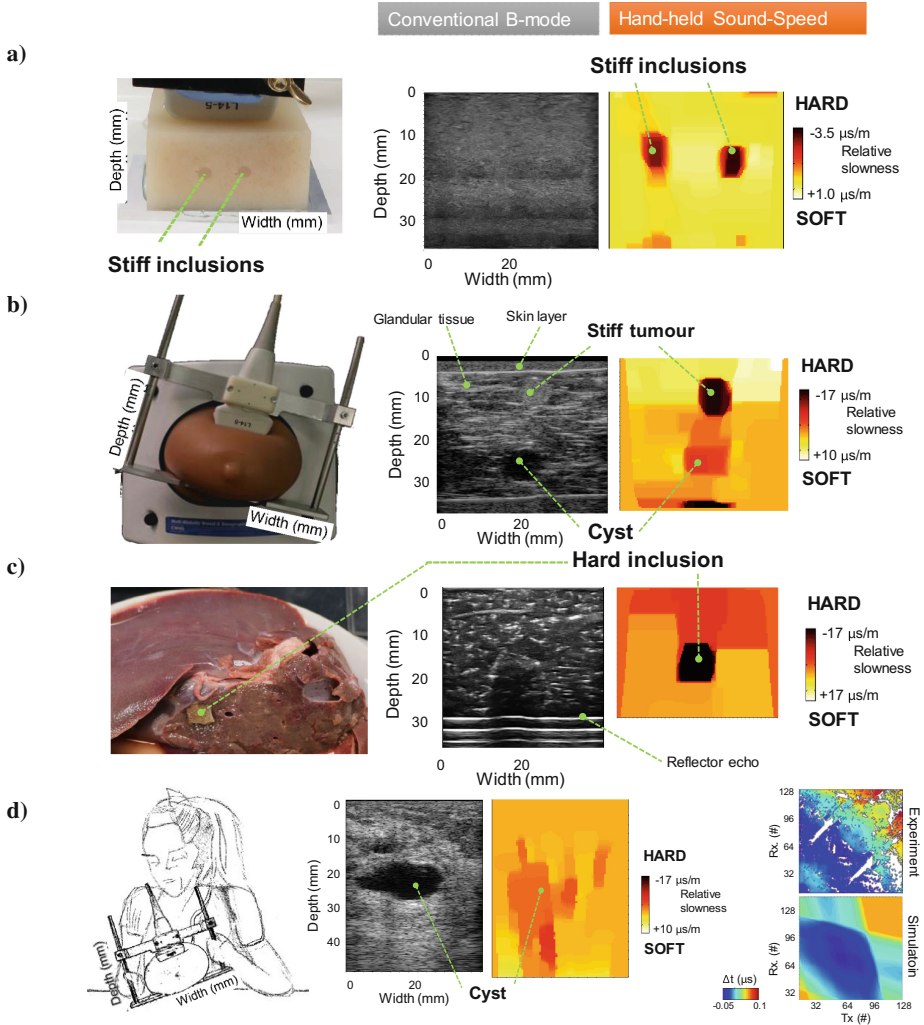 Conventional B-mode
Hand-held Sound-Speed
a)
L14-5
Depth (mm)
Width (mm)
Stiff inclusions
0
10
20
30
Depth (mm)
0
20
Width (mm)
Stiff inclusions
HARD
-3.5
µs/m
Relative
slowness
+1.0 µs/m
SOFT
b)
L14-5
Depth (mm)
Width (mm)
Glandular tissue
Skin layer
Stiff tumour
0
10
20
30
Depth (mm)
0
20
Width (mm)
Cyst
HARD
-17 µs/m
Relative
slowness
+10 µs/m
SOFT
c)
Hard inclusion
0
10
20
30
Depth (mm)
0
20
Width (mm)
Reflector echo
HARD
-17 µs/m
Relative
slowness
+17 µs/m
SOFT
d)
Depth (mm)
Width (mm)
0
10
20
30
40
Depth (mm)
0
20
Width (mm)
Cyst
HARD
-17 µs/m
Relative
slowness
+10 µs/m
SOFT
128
96
64
32
Rx. (#)
Experiment
128
96
64
32
Rx. (#)
Simulatoin
32
64
96
128
Tx (#)
Δt (µs)
-0.05
0.1